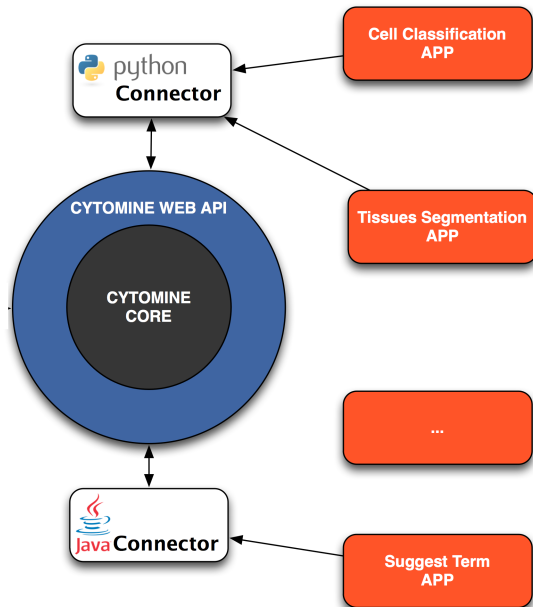 Cell Classification
APP
python
Connector
CYTOMINE WEB API
Tissues Segmentation
APP
CYTOMINE
CORE
...
Java Connector
Suggest Term
APP